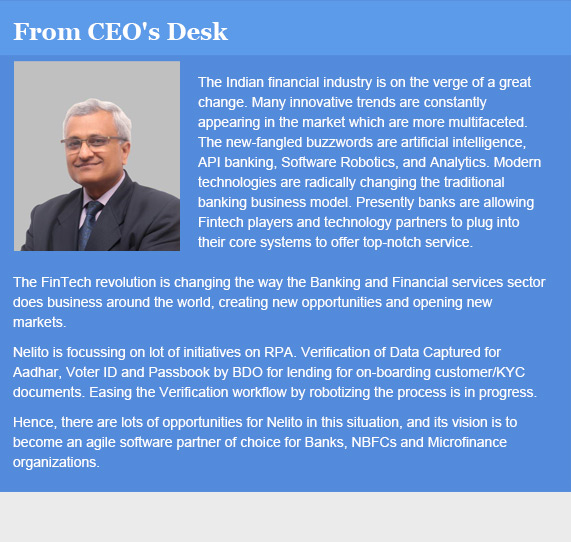 From CEO's Desk
The Indian financial industry is on the verge of a great
change. Many innovative trends are constantly
appearing in the market which are more multifaceted.
The new-fangled buzzwords are artificial intelligence,
API banking, Software Robotics, and Analytics. Modern
technologies are radically changing the traditional
banking business model. Presently banks are allowing
Fintech players and technology partners to plug into
their core systems to offer top-notch service.
The FinTech revolution is changing the way the Banking and Financial services sector
does business around the world, creating new opportunities and opening new
markets.
Nelito is focussing on lot of initiatives on RPA. Verification of Data Captured for
Aadhar, Voter ID and Passbook by BDO for lending for on-boarding customer/KYC
documents. Easing the Verification workflow by robotizing the process is in progress.
Hence, there are lots of opportunities for Nelito in this situation, and its vision is to
become an agile software partner of choice for Banks, NBFCs and Microfinance
organizations.